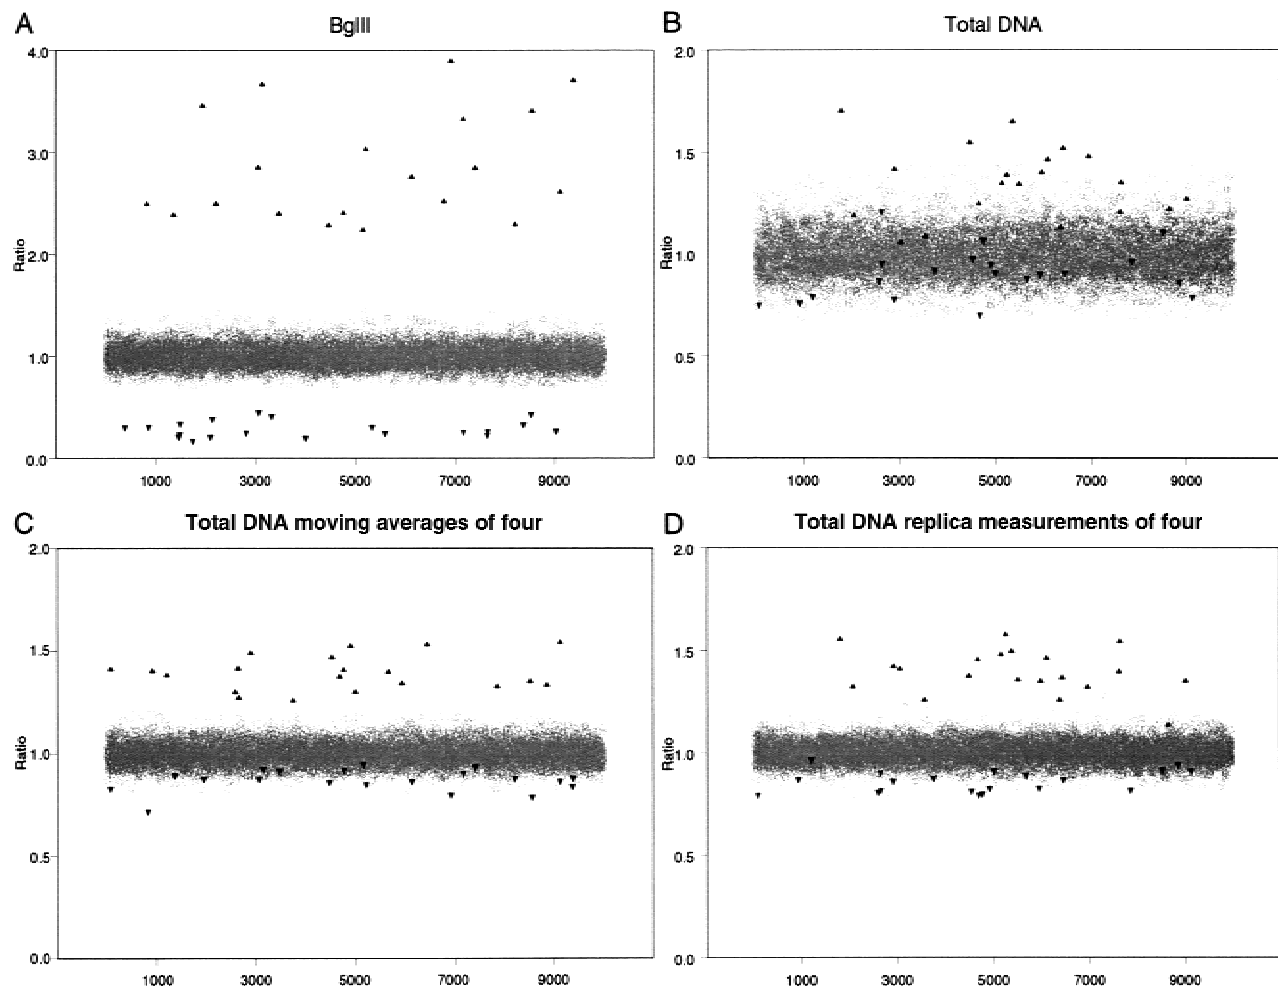 A
BglII
4.0
3.0
2.0
1.0
0.0
Ratio
1000 3000 5000 7000 9000
B
Total DNA
2.0
1.5
1.0
0.5
0.0
Ratio
1000 3000 5000 7000 9000
C
Total DNA moving averages of four
2.0
1.5
1.0
0.5
0.0
Ratio
1000 3000 5000 7000 9000
D
Total DNA replica measurements of four
2.0
1.5
1.0
0.5
0.0
Ratio
1000 3000 5000 7000 9000